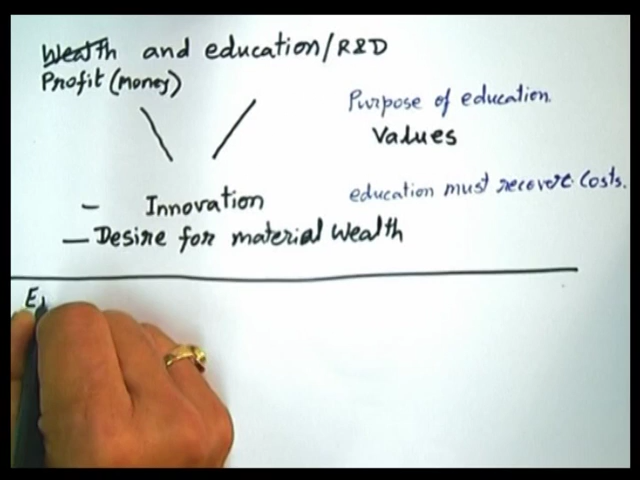 Wealth and education/R&D
Profit (money)
Purpose of education
Values
education must recover costs.
- Innovation
- Desire for material wealth
E